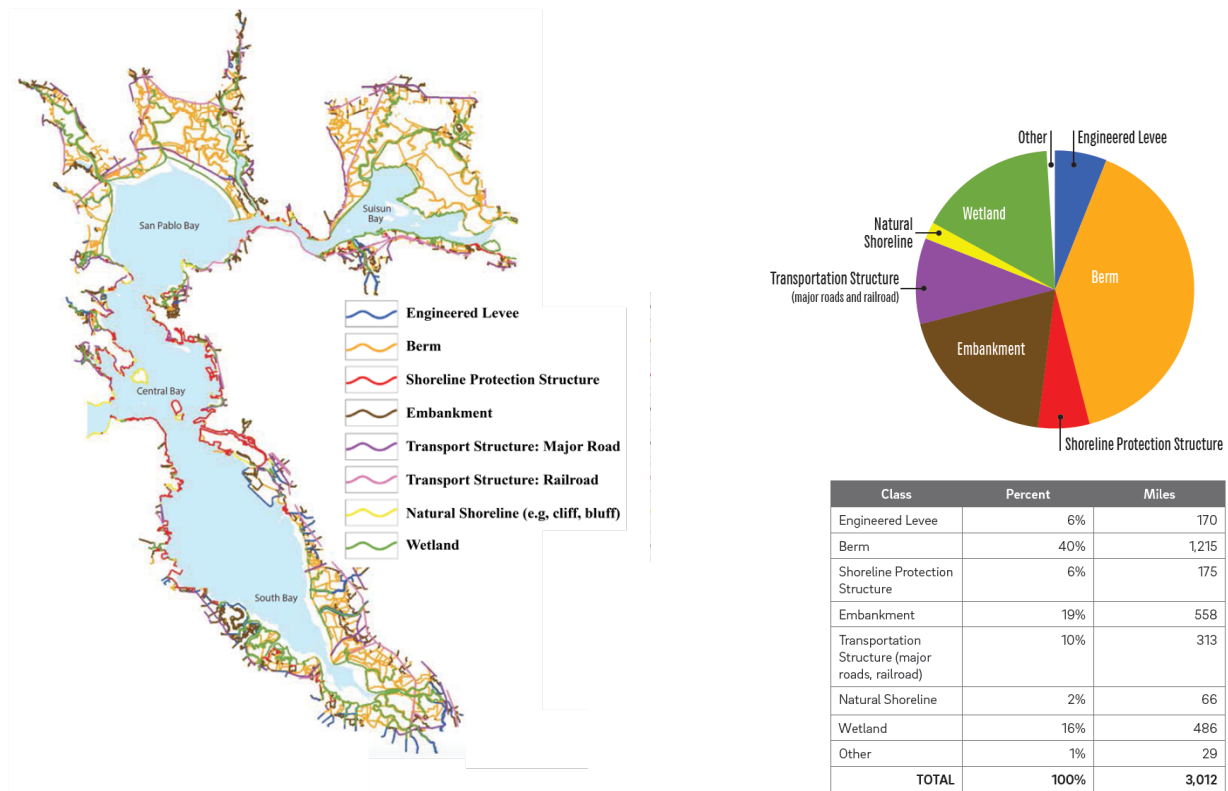 San Pablo Bay
Suisun
Bay
Central Bay
South Bay
Engineered Levee
Berm
Shoreline Protection Structure
Embankment
Transport Structure: Major Road
Transport Structure: Railroad
Natural Shoreline (e.g, cliff, bluff)
Wetland
Other
Engineered Levee
Wetland
Natural
Shoreline
Berm
Transportation Structure
(major roads and railroad)
Embankment
Shoreline Protection Structure
Class Percent Miles
Engineered Levee 6% 170
Berm 40% 1,215
Shoreline Protection 6% 175
Structure
Embankment 19% 558
Transportation 10% 313
Structure (major
roads, railroad)
Natural Shoreline 2% 66
Wetland 16% 486
Other 1% 29
TOTAL 100% 3,012